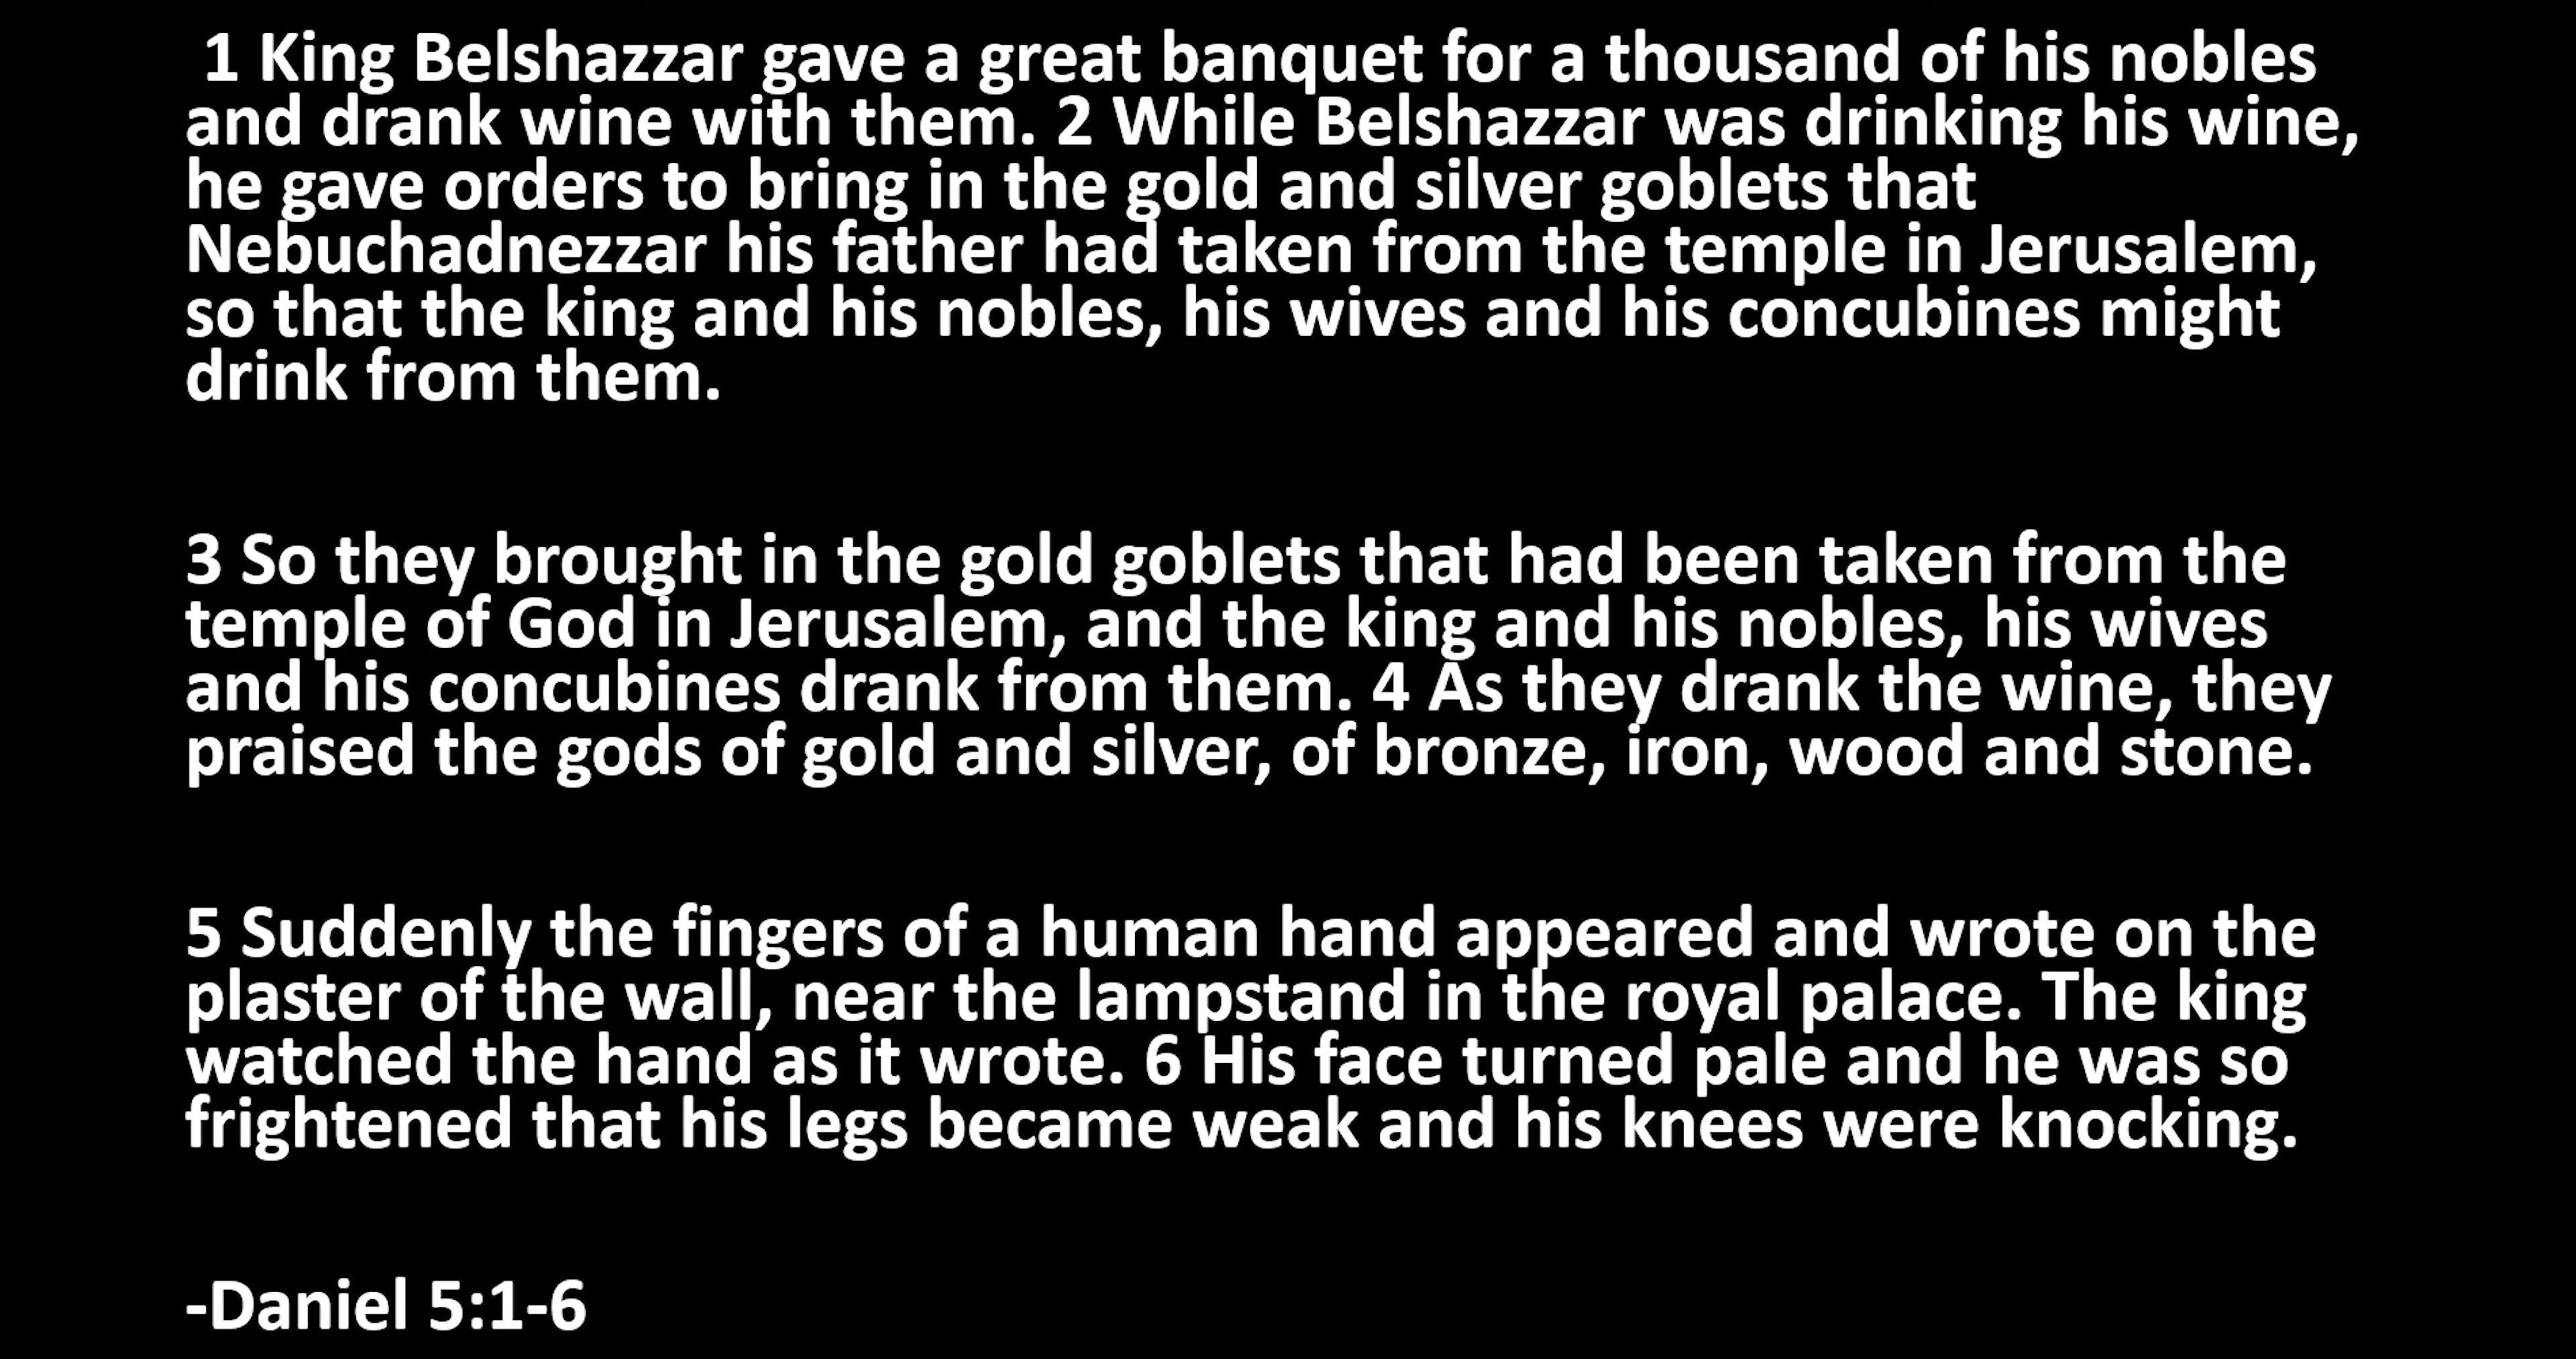 1 King Belshazzar gave a great banquet for a thousand of his nobles
and drank wine with them. 2 While Belshazzar was drinking his wine,
he gave orders to bring in the gold and silver goblets that
Nebuchadnezzar his father had taken from the temple in Jerusalem,
so that the king and his nobles, his wives and his concubines might
drink from them.
3 So they brought in the gold goblets that had been taken from the
temple of God in Jerusalem, and the king and his nobles, his wives
and his concubines drank from them. 4 As they drank the wine, they
praised the gods of gold and silver, of bronze, iron, wood and stone.
5 Suddenly the fingers of a human hand appeared and wrote on the
plaster of the wall, near the lampstand in the royal palace. The king
watched the hand as it wrote. 6 His face turned pale and he was so
frightened that his legs became weak and his knees were knocking.
-Daniel 5:1-6